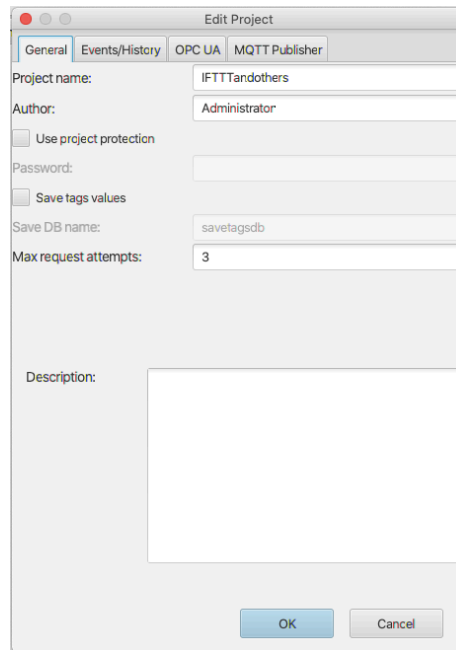 Edit Project
General Events/History OPC UA MQTT Publisher
Project name: IFTTTandothers
Author: Administrator
Use project protection
Password:
Save tags values
Save DB name: savetagsdb
Max request attempts: 3
Description:
OK Cancel